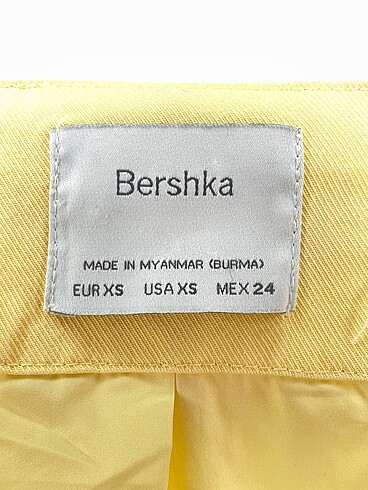 Bershka
MADE IN MYANMAR (BURMA)
EUR XS USA XS MEX 24